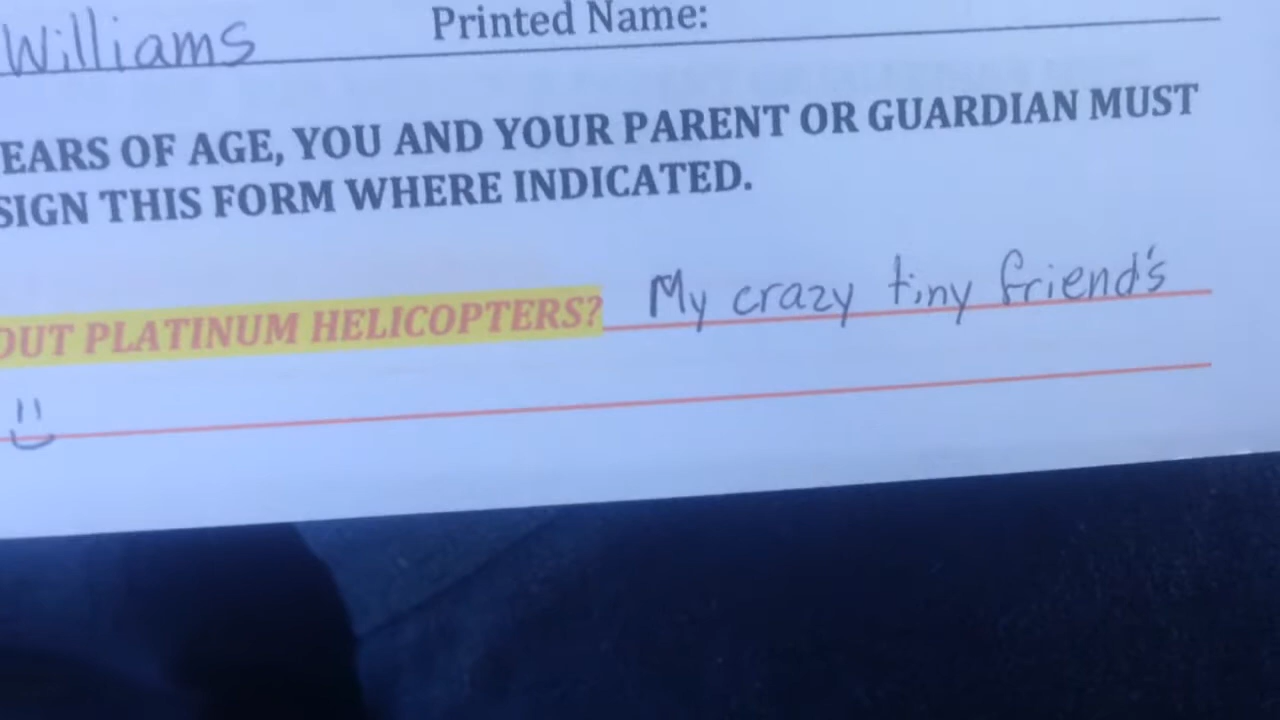 Williams Printed Name:
EARS OF AGE, YOU AND YOUR PARENT OR GUARDIAN MUST
SIGN THIS FORM WHERE INDICATED.
OUT PLATINUM HELICOPTERS? My crazy tiny friend's